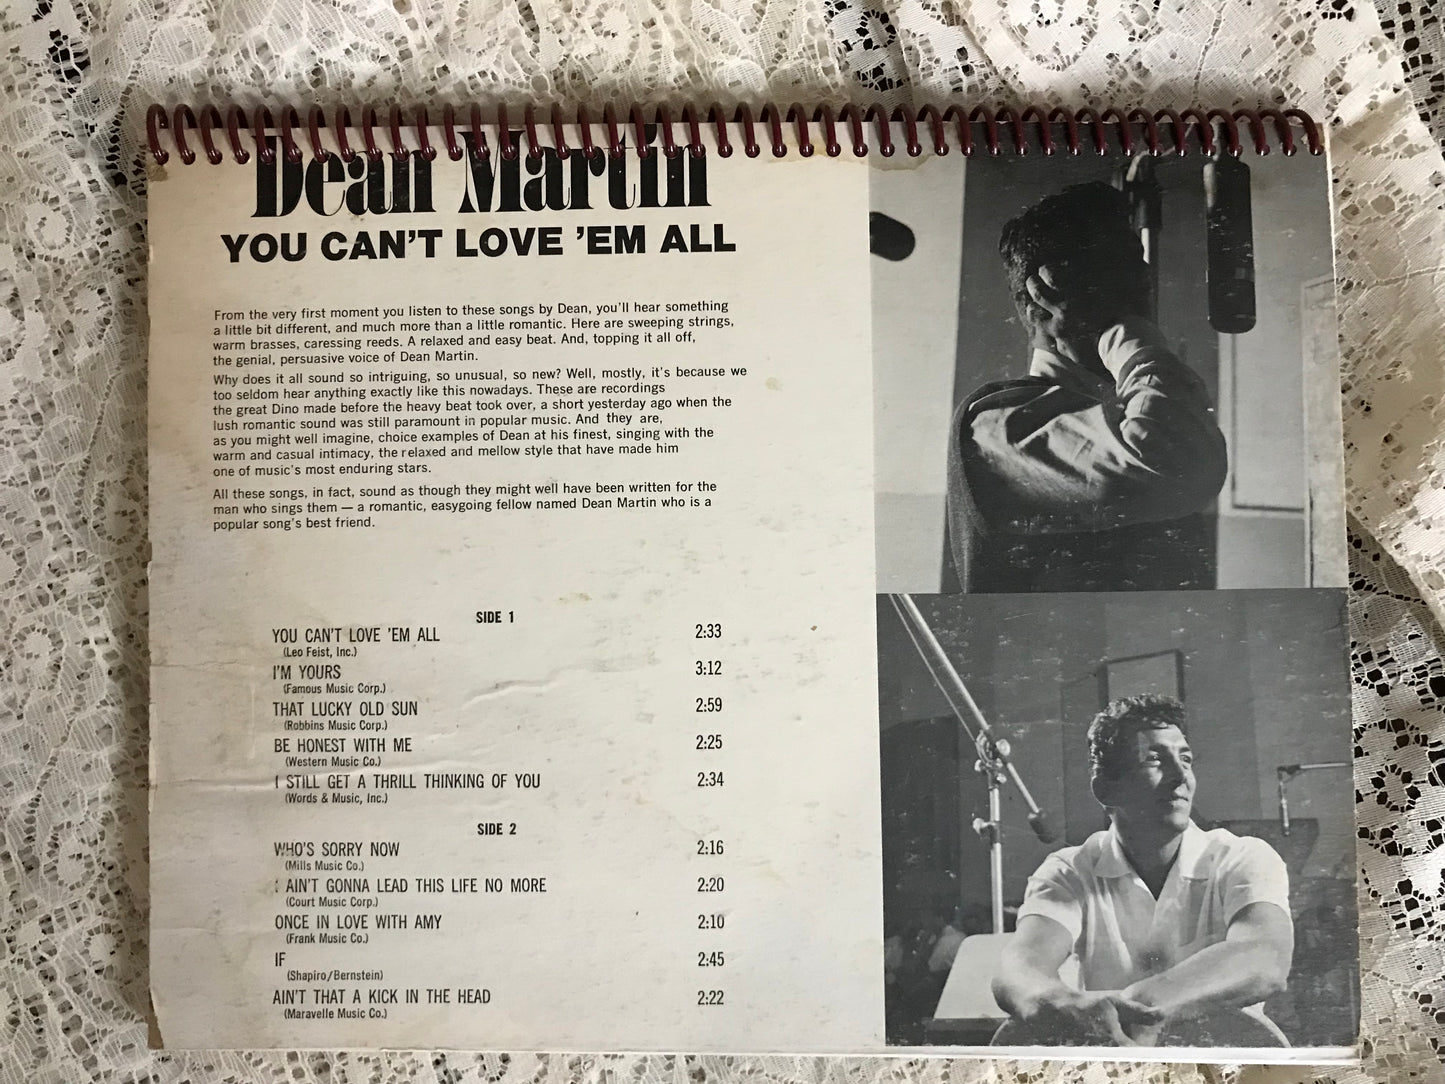 Dean Martin
YOU CAN'T LOVE 'EM ALL
From the very first moment you listen to these songs by Dean, you'll hear something
a little bit different, and much more than a little romantic. Here are sweeping strings,
warm brasses, caressing reeds. A relaxed and easy beat. And, topping it all off,
the genial, persuasive voice of Dean Martin.
Why does it all sound so intriguing, so unusual, so new? Well, mostly, it's because we
too seldom hear anything exactly like this nowadays. These are recordings
the great Dino made before the heavy beat took over, a short yesterday ago when the
lush romantic sound was still paramount in popular music. And they are,
as you might well imagine, choice examples of Dean at his finest, singing with the
warm and casual intimacy, the relaxed and mellow style that have made him
one of music's most enduring stars.
All these songs, in fact, sound as though they might well have been written for the
man who sings them — a romantic, easygoing fellow named Dean Martin who is a
popular song's best friend.
SIDE 1
YOU CAN'T LOVE 'EM ALL 2:33
(Leo Feist, Inc.)
I'M YOURS 3:12
(Famous Music Corp.)
THAT LUCKY OLD SUN 2:59
(Robbins Music Corp.)
BE HONEST WITH ME 2:25
(Western Music Co.)
I STILL GET A THRILL THINKING OF YOU 2:34
(Words & Music, Inc.)
SIDE 2
WHO'S SORRY NOW 2:16
(Mills Music Co.)
I AIN'T GONNA LEAD THIS LIFE NO MORE 2:20
(Court Music Corp.)
ONCE IN LOVE WITH AMY 2:10
(Frank Music Co.)
IF 2:45
(Shapiro/Bernstein)
AIN'T THAT A KICK IN THE HEAD 2:22
(Maravelle Music Co.)